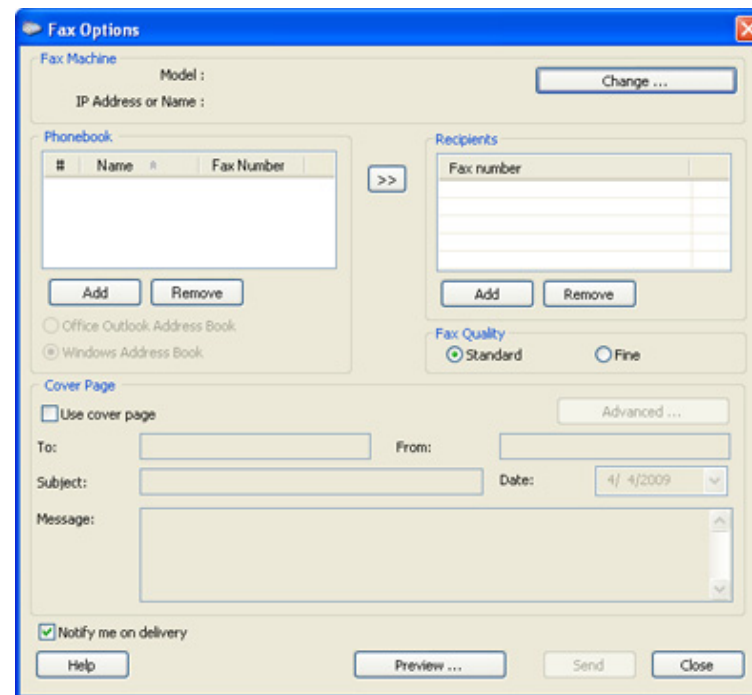 Fax Options
Fax Machine
Model :
Change ...
IP Address or Name :
Phonebook
# Name Fax Number
>>
Recipients
Fax number
Add Remove
Add Remove
Office Outlook Address Book
Windows Address Book
Fax Quality
Standard Fine
Cover Page
Use cover page
Advanced ...
To:
From:
Subject:
Date: 4/ 4/2009
Message:
Notify me on delivery
Help Preview ... Send Close